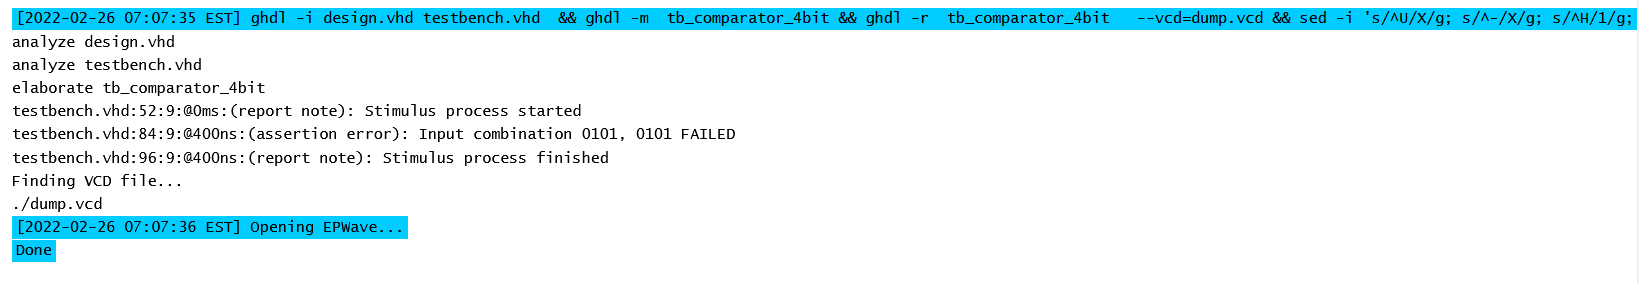 [2022-02-26 07:07:35 EST] ghdl -i design.vhd testbench.vhd  && ghdl -m  tb_comparator_4bit && ghdl -r  tb_comparator_4bit   --vcd=dump.vcd && sed -i 's/^U/X/g; s/^-/X/g; s/^H/1/g;
analyze design.vhd
analyze testbench.vhd
elaborate tb_comparator_4bit
testbench.vhd:52:9:@0ms:(report note): Stimulus process started
testbench.vhd:84:9:@400ns:(assertion error): Input combination 0101, 0101 FAILED
testbench.vhd:96:9:@400ns:(report note): Stimulus process finished
Finding VCD file...
./dump.vcd
[2022-02-26 07:07:36 EST] Opening EPWave...
Done